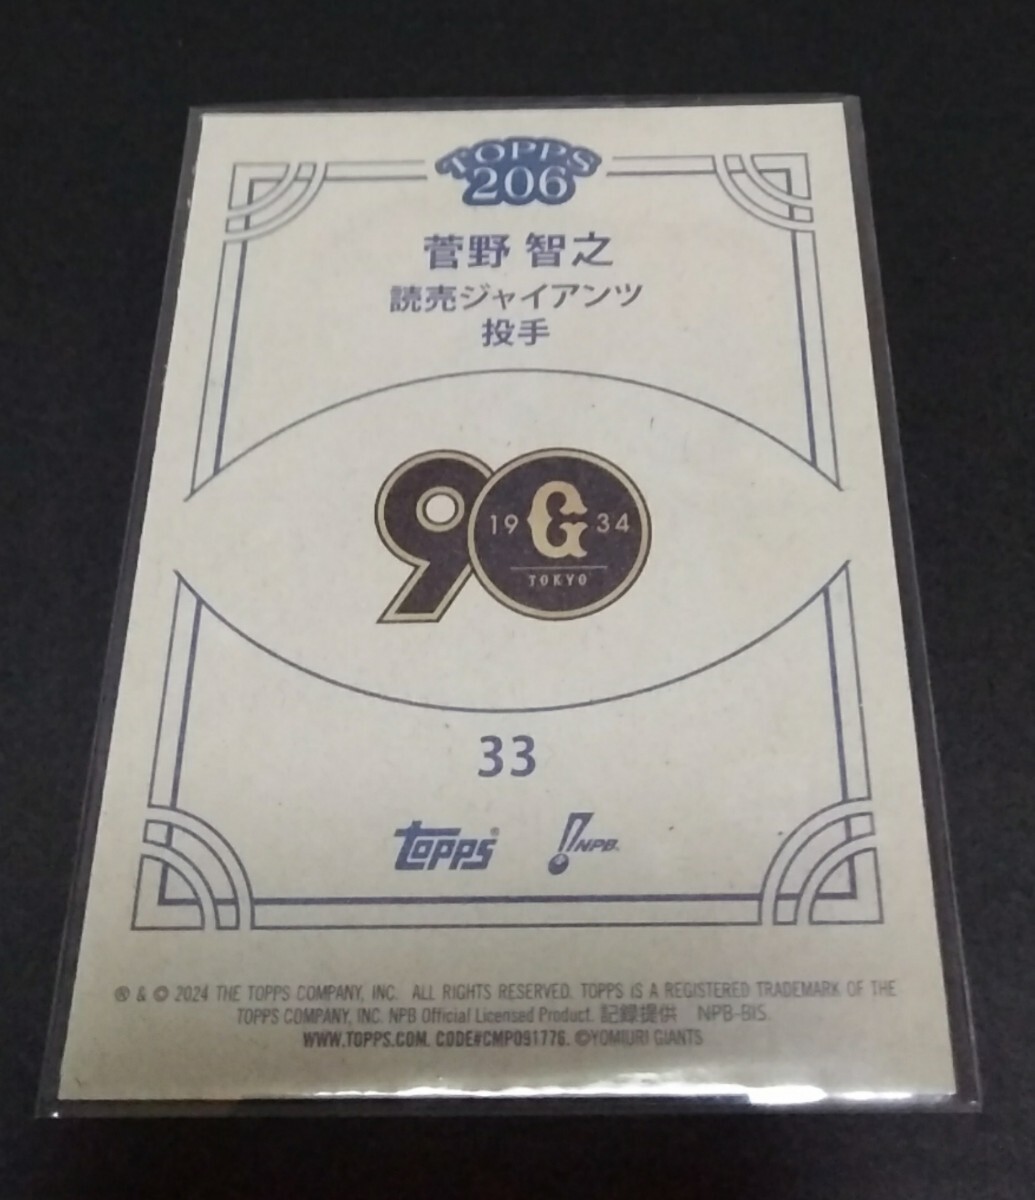 TOPPS
206
菅野 智之
読売ジャイアンツ
投手
90
19 G 34
TOKYO
33
topps®
NPB®
® & © 2024 THE TOPPS COMPANY, INC. ALL RIGHTS RESERVED. TOPPS IS A REGISTERED TRADEMARK OF THE
TOPPS COMPANY, INC. NPB Official Licensed Product. 記録提供 NPB-BIS.
WWW.TOPPS.COM. CODE#CMP091776. ©YOMIURI GIANTS